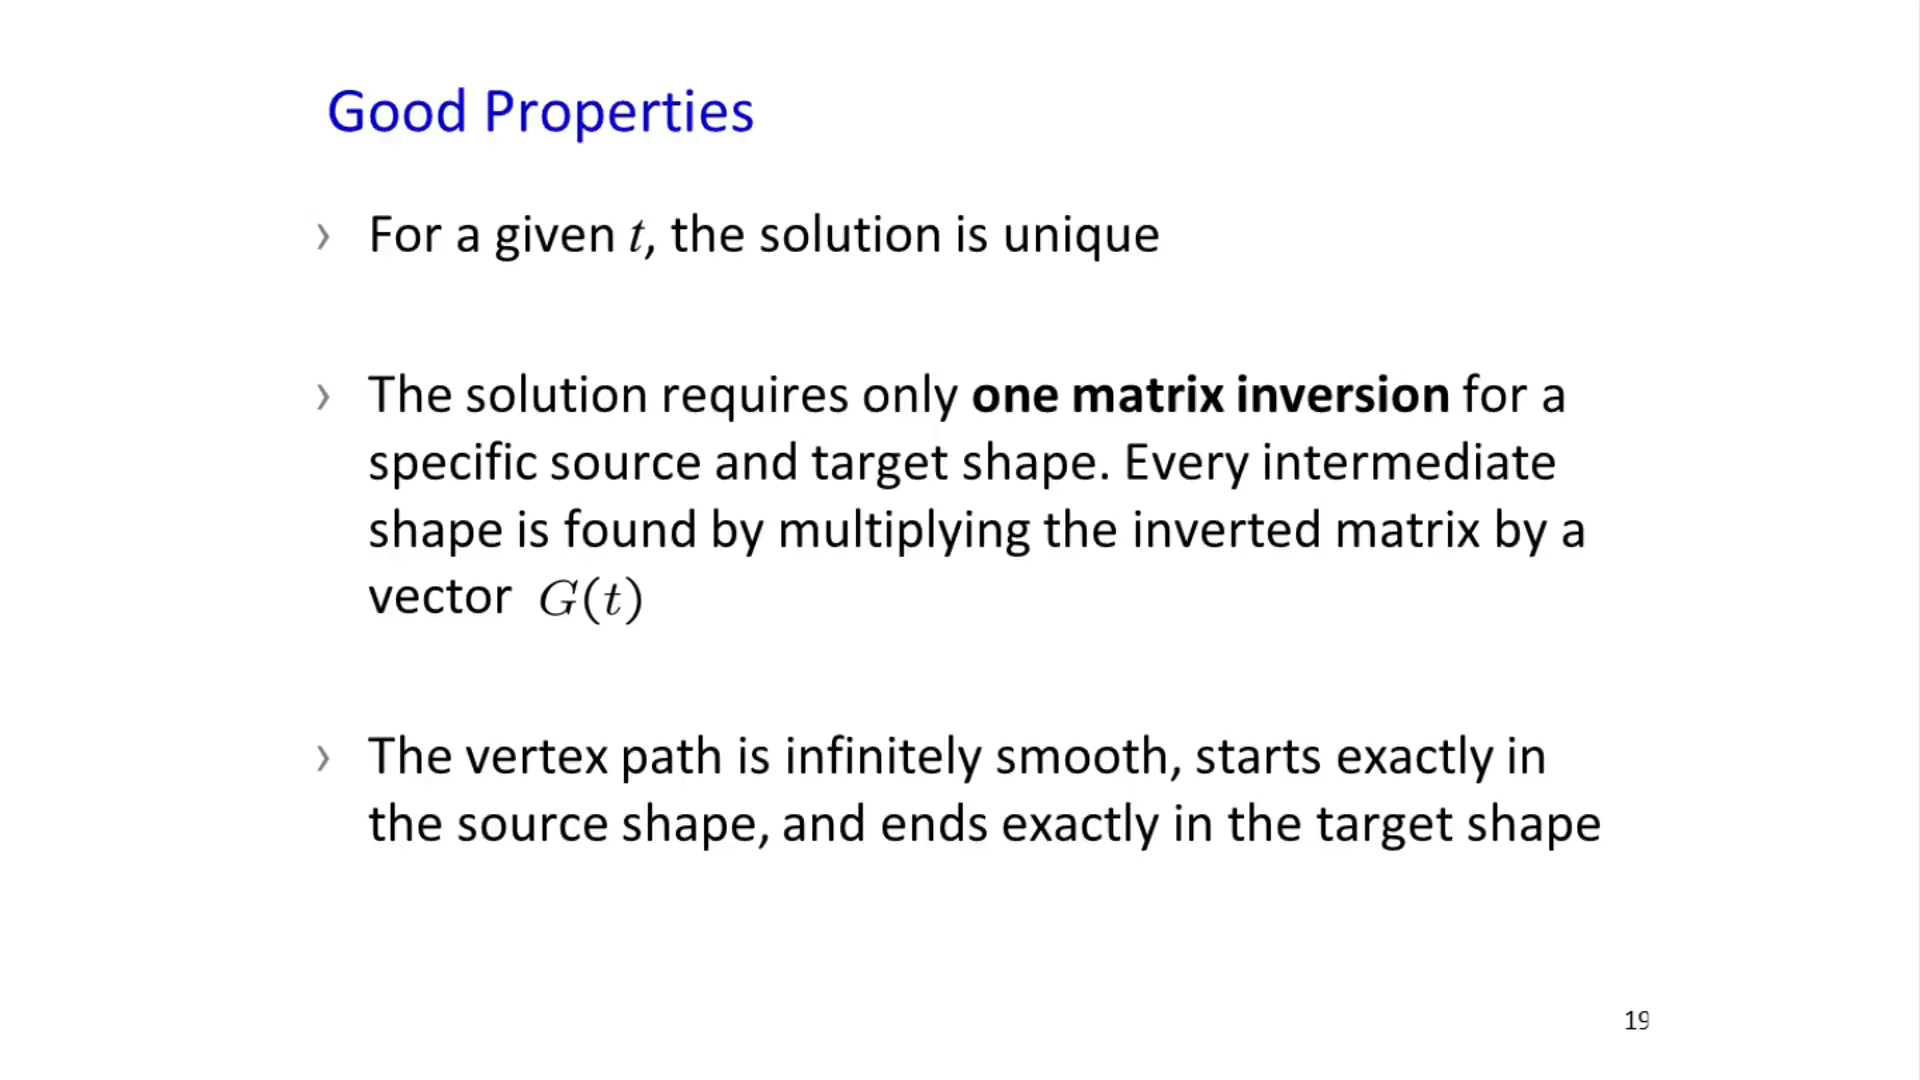 Good Properties
› For a given t, the solution is unique
› The solution requires only one matrix inversion for a
specific source and target shape. Every intermediate
shape is found by multiplying the inverted matrix by a
vector G(t)
› The vertex path is infinitely smooth, starts exactly in
the source shape, and ends exactly in the target shape
19